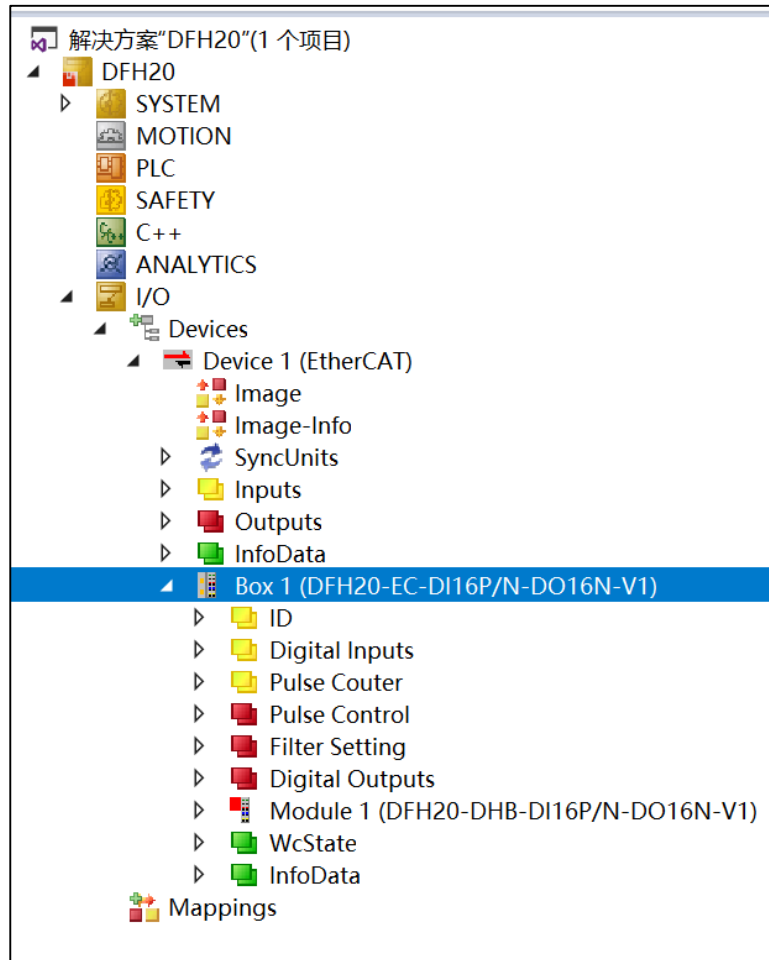 解决方案"DFH20"(1 个项目)
DFH20
SYSTEM
MOTION
PLC
SAFETY
C++
ANALYTICS
I/O
Devices
Device 1 (EtherCAT)
Image
Image-Info
SyncUnits
Inputs
Outputs
InfoData
Box 1 (DFH20-EC-DI16P/N-DO16N-V1)
ID
Digital Inputs
Pulse Couter
Pulse Control
Filter Setting
Digital Outputs
Module 1 (DFH20-DHB-DI16P/N-DO16N-V1)
WcState
InfoData
Mappings